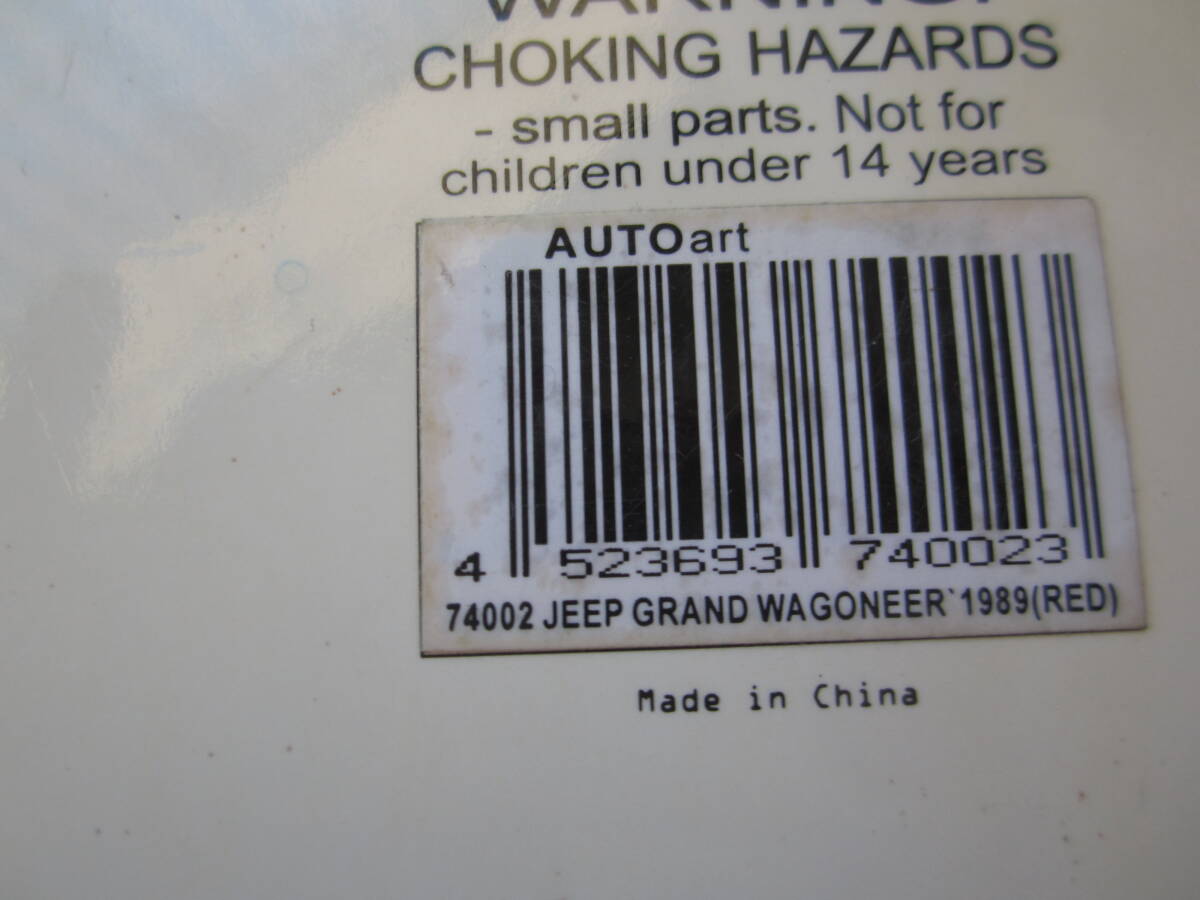 WARNING:
CHOKING HAZARDS
- small parts. Not for
children under 14 years
AUTOart
4 523693 740023
74002 JEEP GRAND WAGONEER`1989(RED)
Made in China